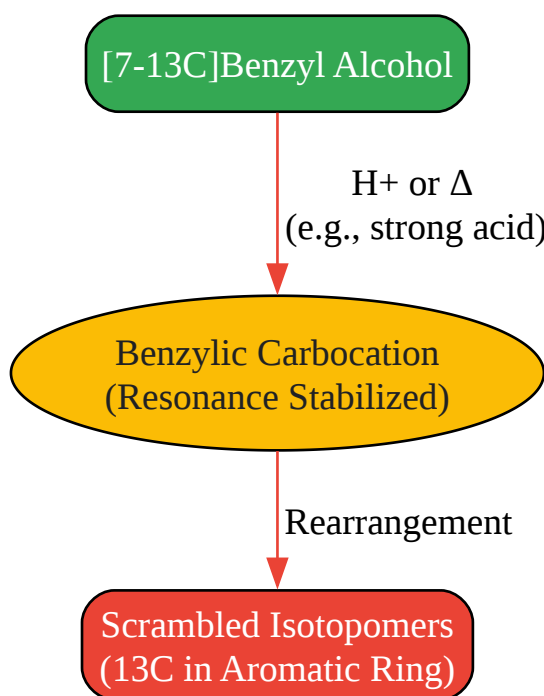 [7-13C]Benzyl Alcohol
H+ or Δ
(e.g., strong acid)
Benzylic Carbocation
(Resonance Stabilized)
Rearrangement
Scrambled Isotopomers
(13C in Aromatic Ring)